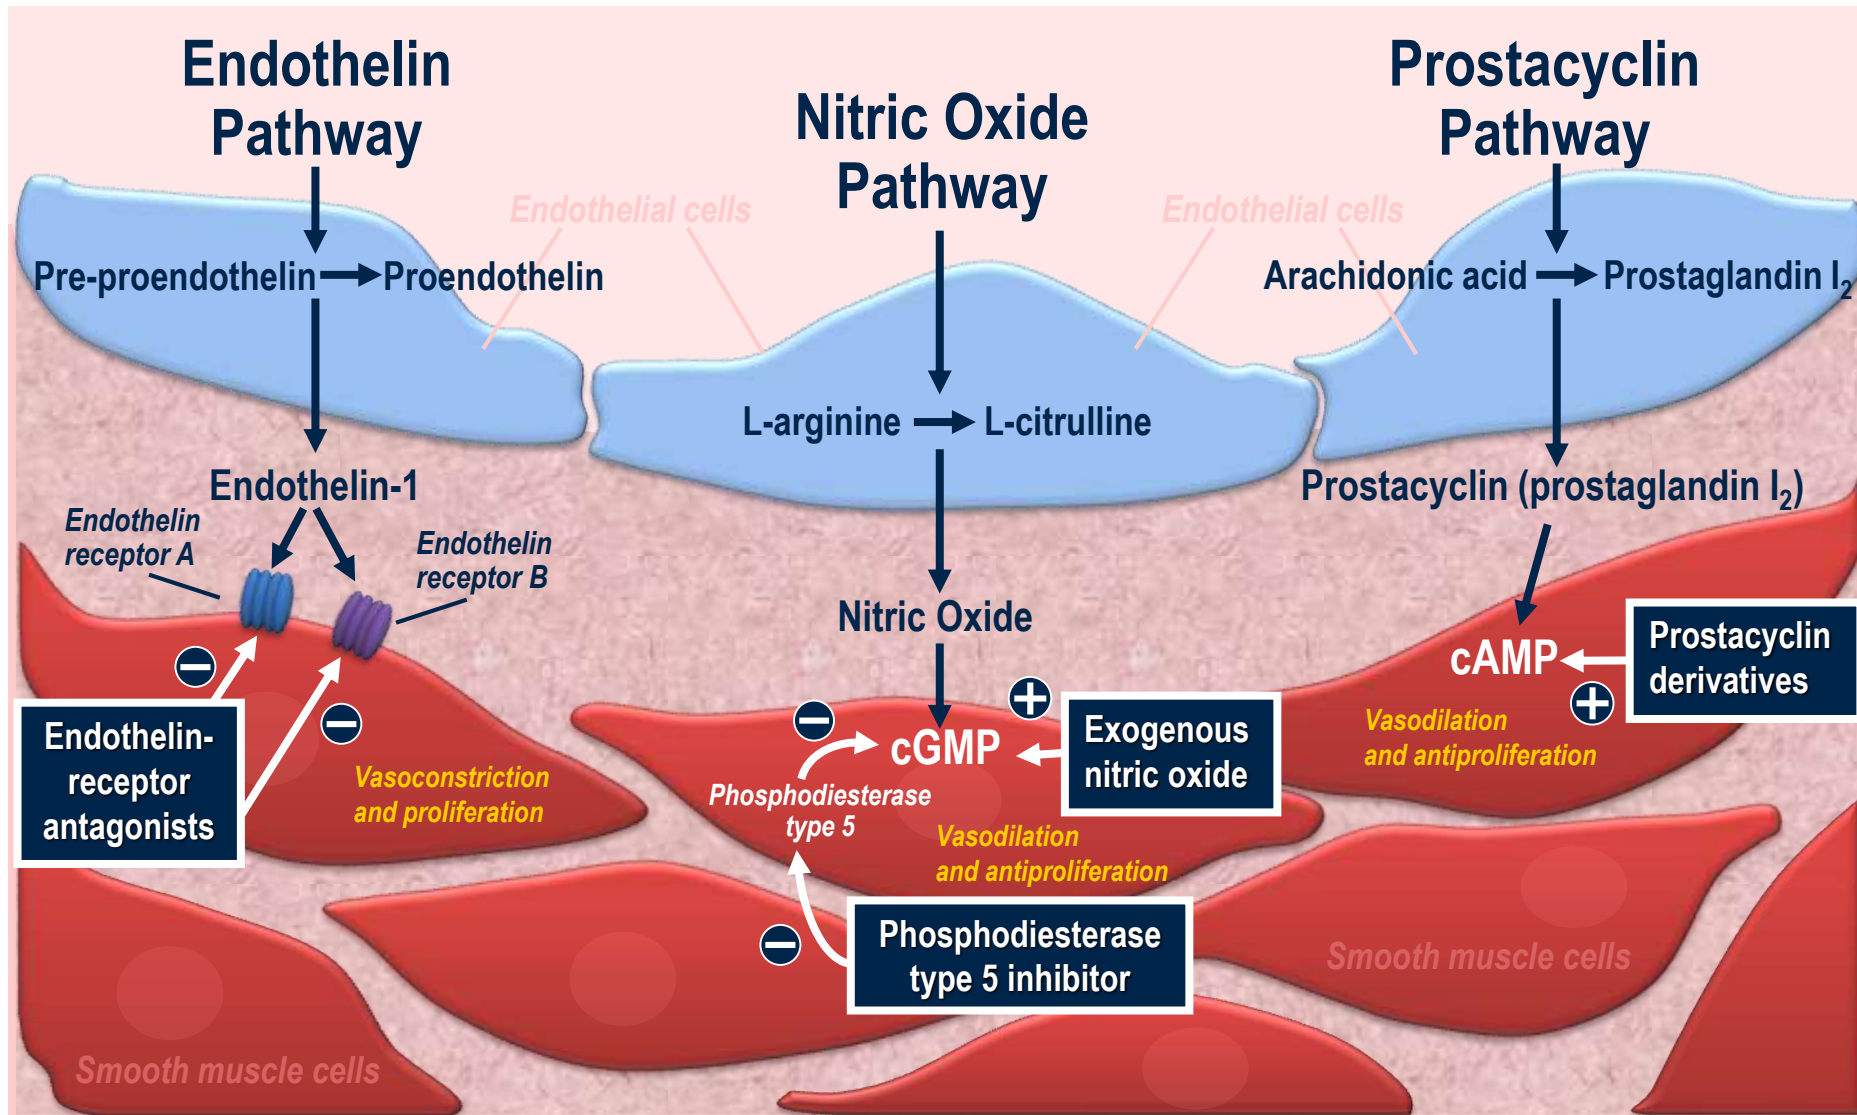 Endothelin
Pathway
Nitric Oxide
Pathway
Prostacyclin
Pathway
Endothelial cells
Endothelial cells
Pre-proendothelin
Proendothelin
Arachidonic acid
Prostaglandin I₂
L-arginine
L-citrulline
Endothelin-1
Prostacyclin (prostaglandin I₂)
Endothelin
receptor A
Endothelin
receptor B
Nitric Oxide
cAMP
Prostacyclin
derivatives
Endothelin-
receptor
antagonists
Vasoconstriction
and proliferation
cGMP
Exogenous
nitric oxide
Vasodilation
and antiproliferation
Phosphodiesterase
type 5
Vasodilation
and antiproliferation
Phosphodiesterase
type 5 inhibitor
Smooth muscle cells
Smooth muscle cells